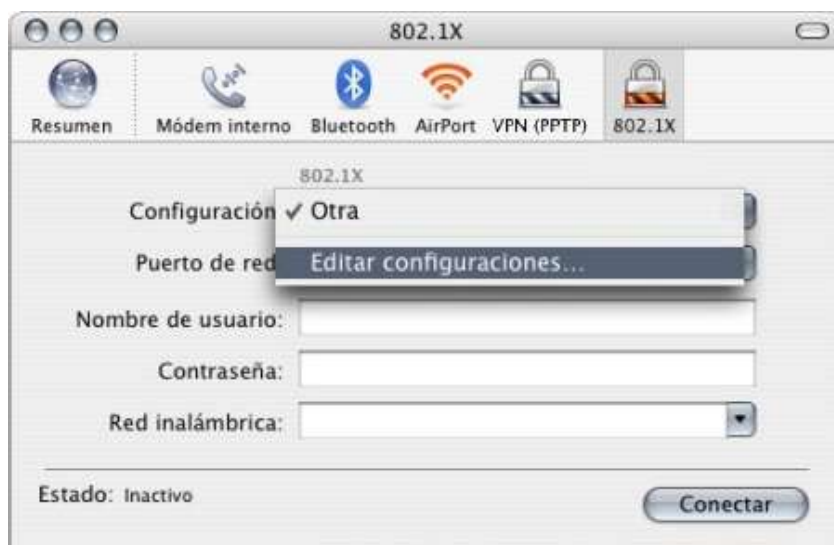 802.1X
Resumen Módem interno Bluetooth AirPort VPN (PPTP) 802.1X
802.1X
Configuración ✓ Otra
Puerto de red Editar configuraciones...
Nombre de usuario:
Contraseña:
Red inalámbrica:
Estado: Inactivo
Conectar